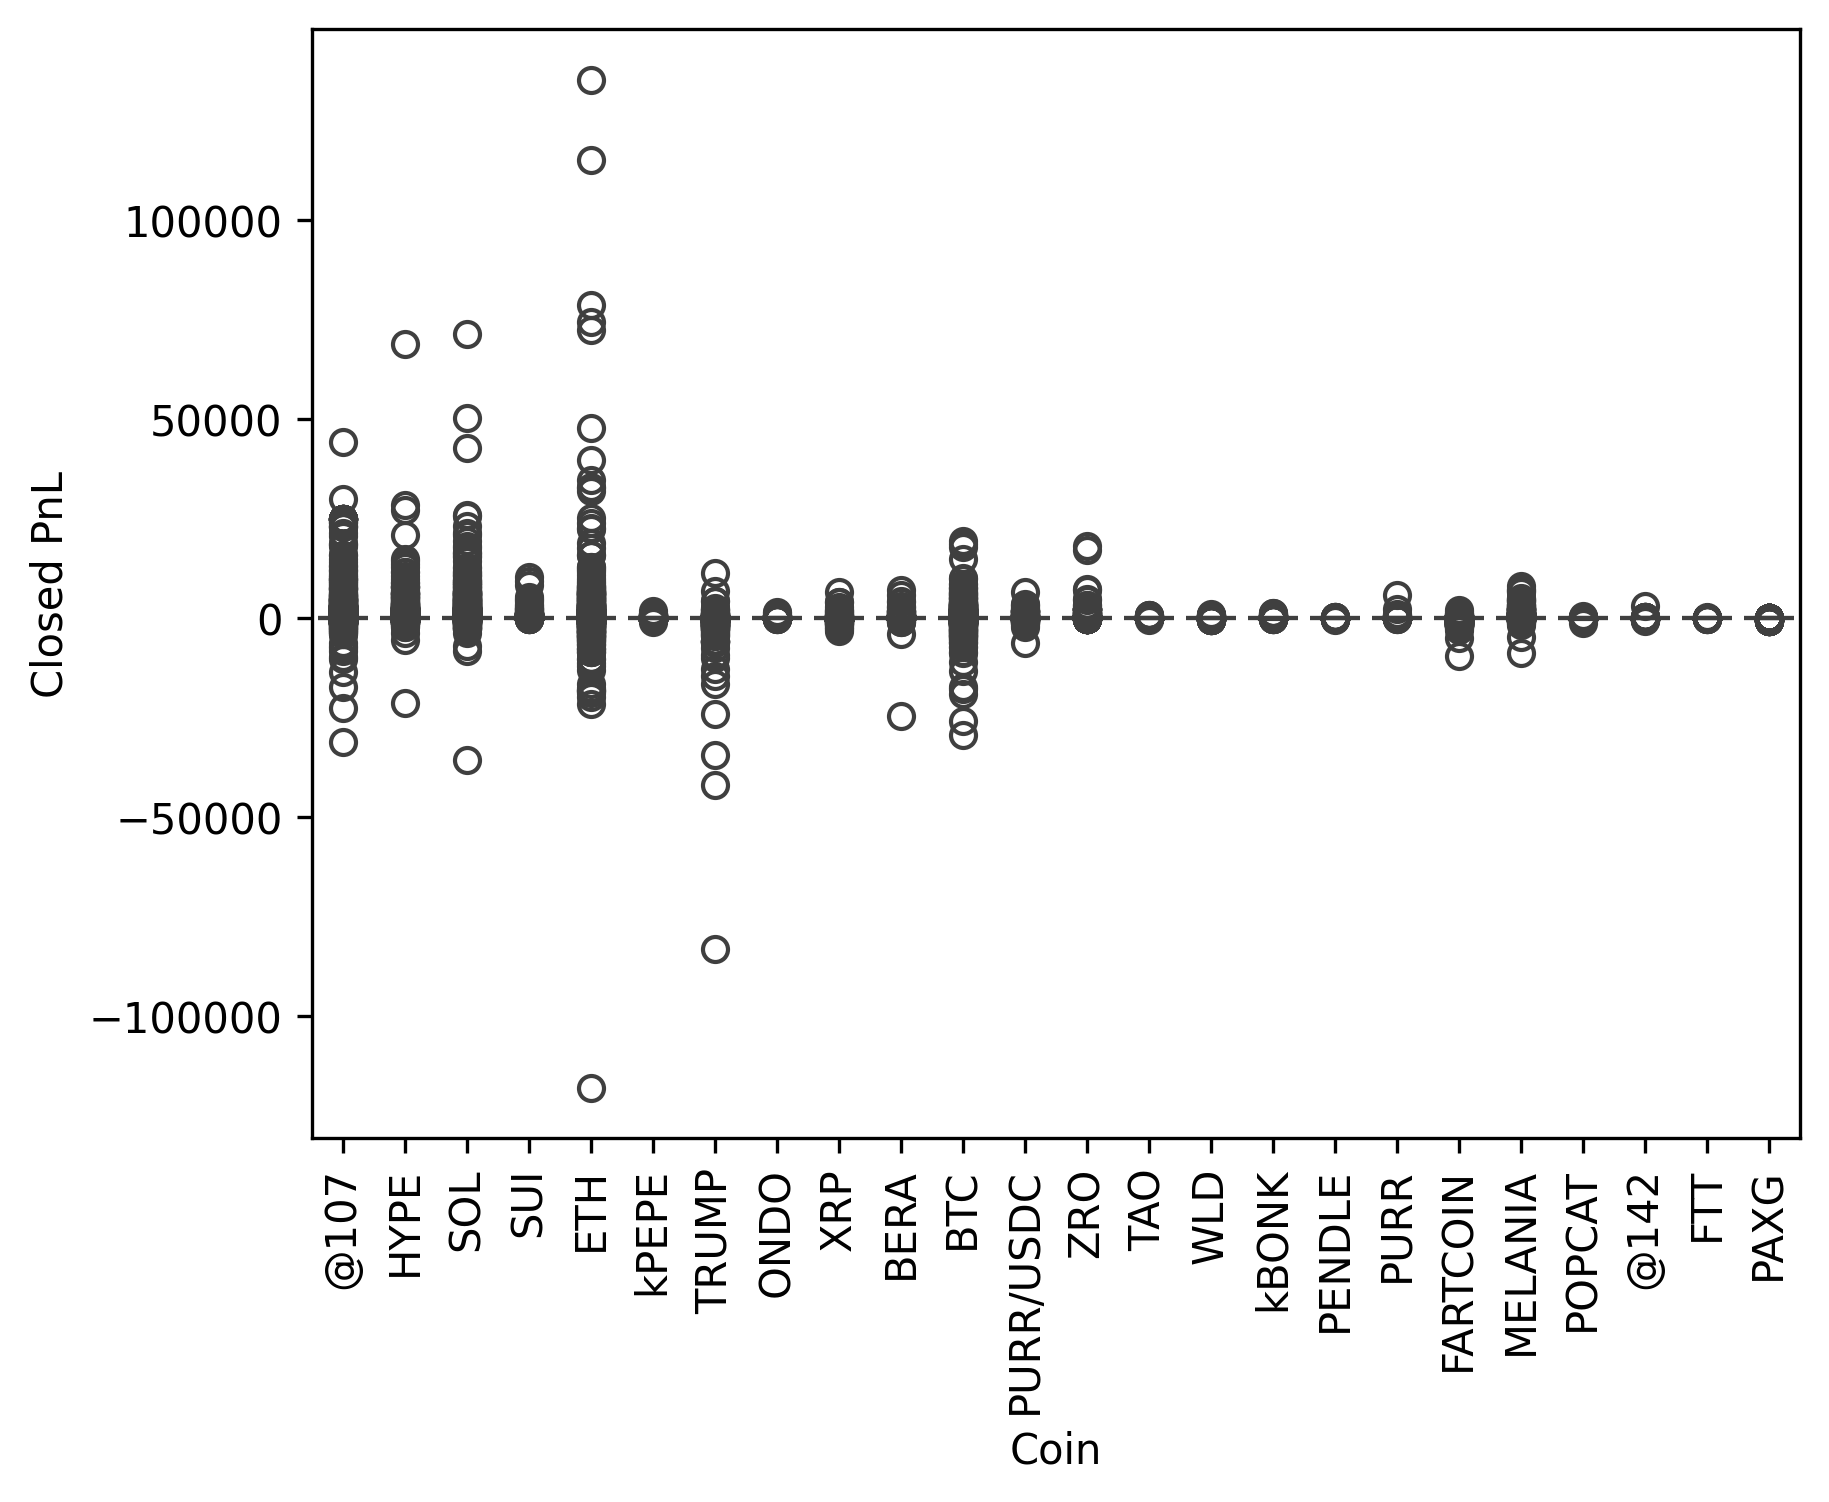 Closed PnL
100000
50000
0
−50000
−100000
@107
HYPE
SOL
SUI
ETH
kPEPE
TRUMP
ONDO
XRP
BERA
BTC
PURR/USDC
ZRO
TAO
WLD
kBONK
PENDLE
PURR
FARTCOIN
MELANIA
POPCAT
@142
FTT
PAXG
Coin